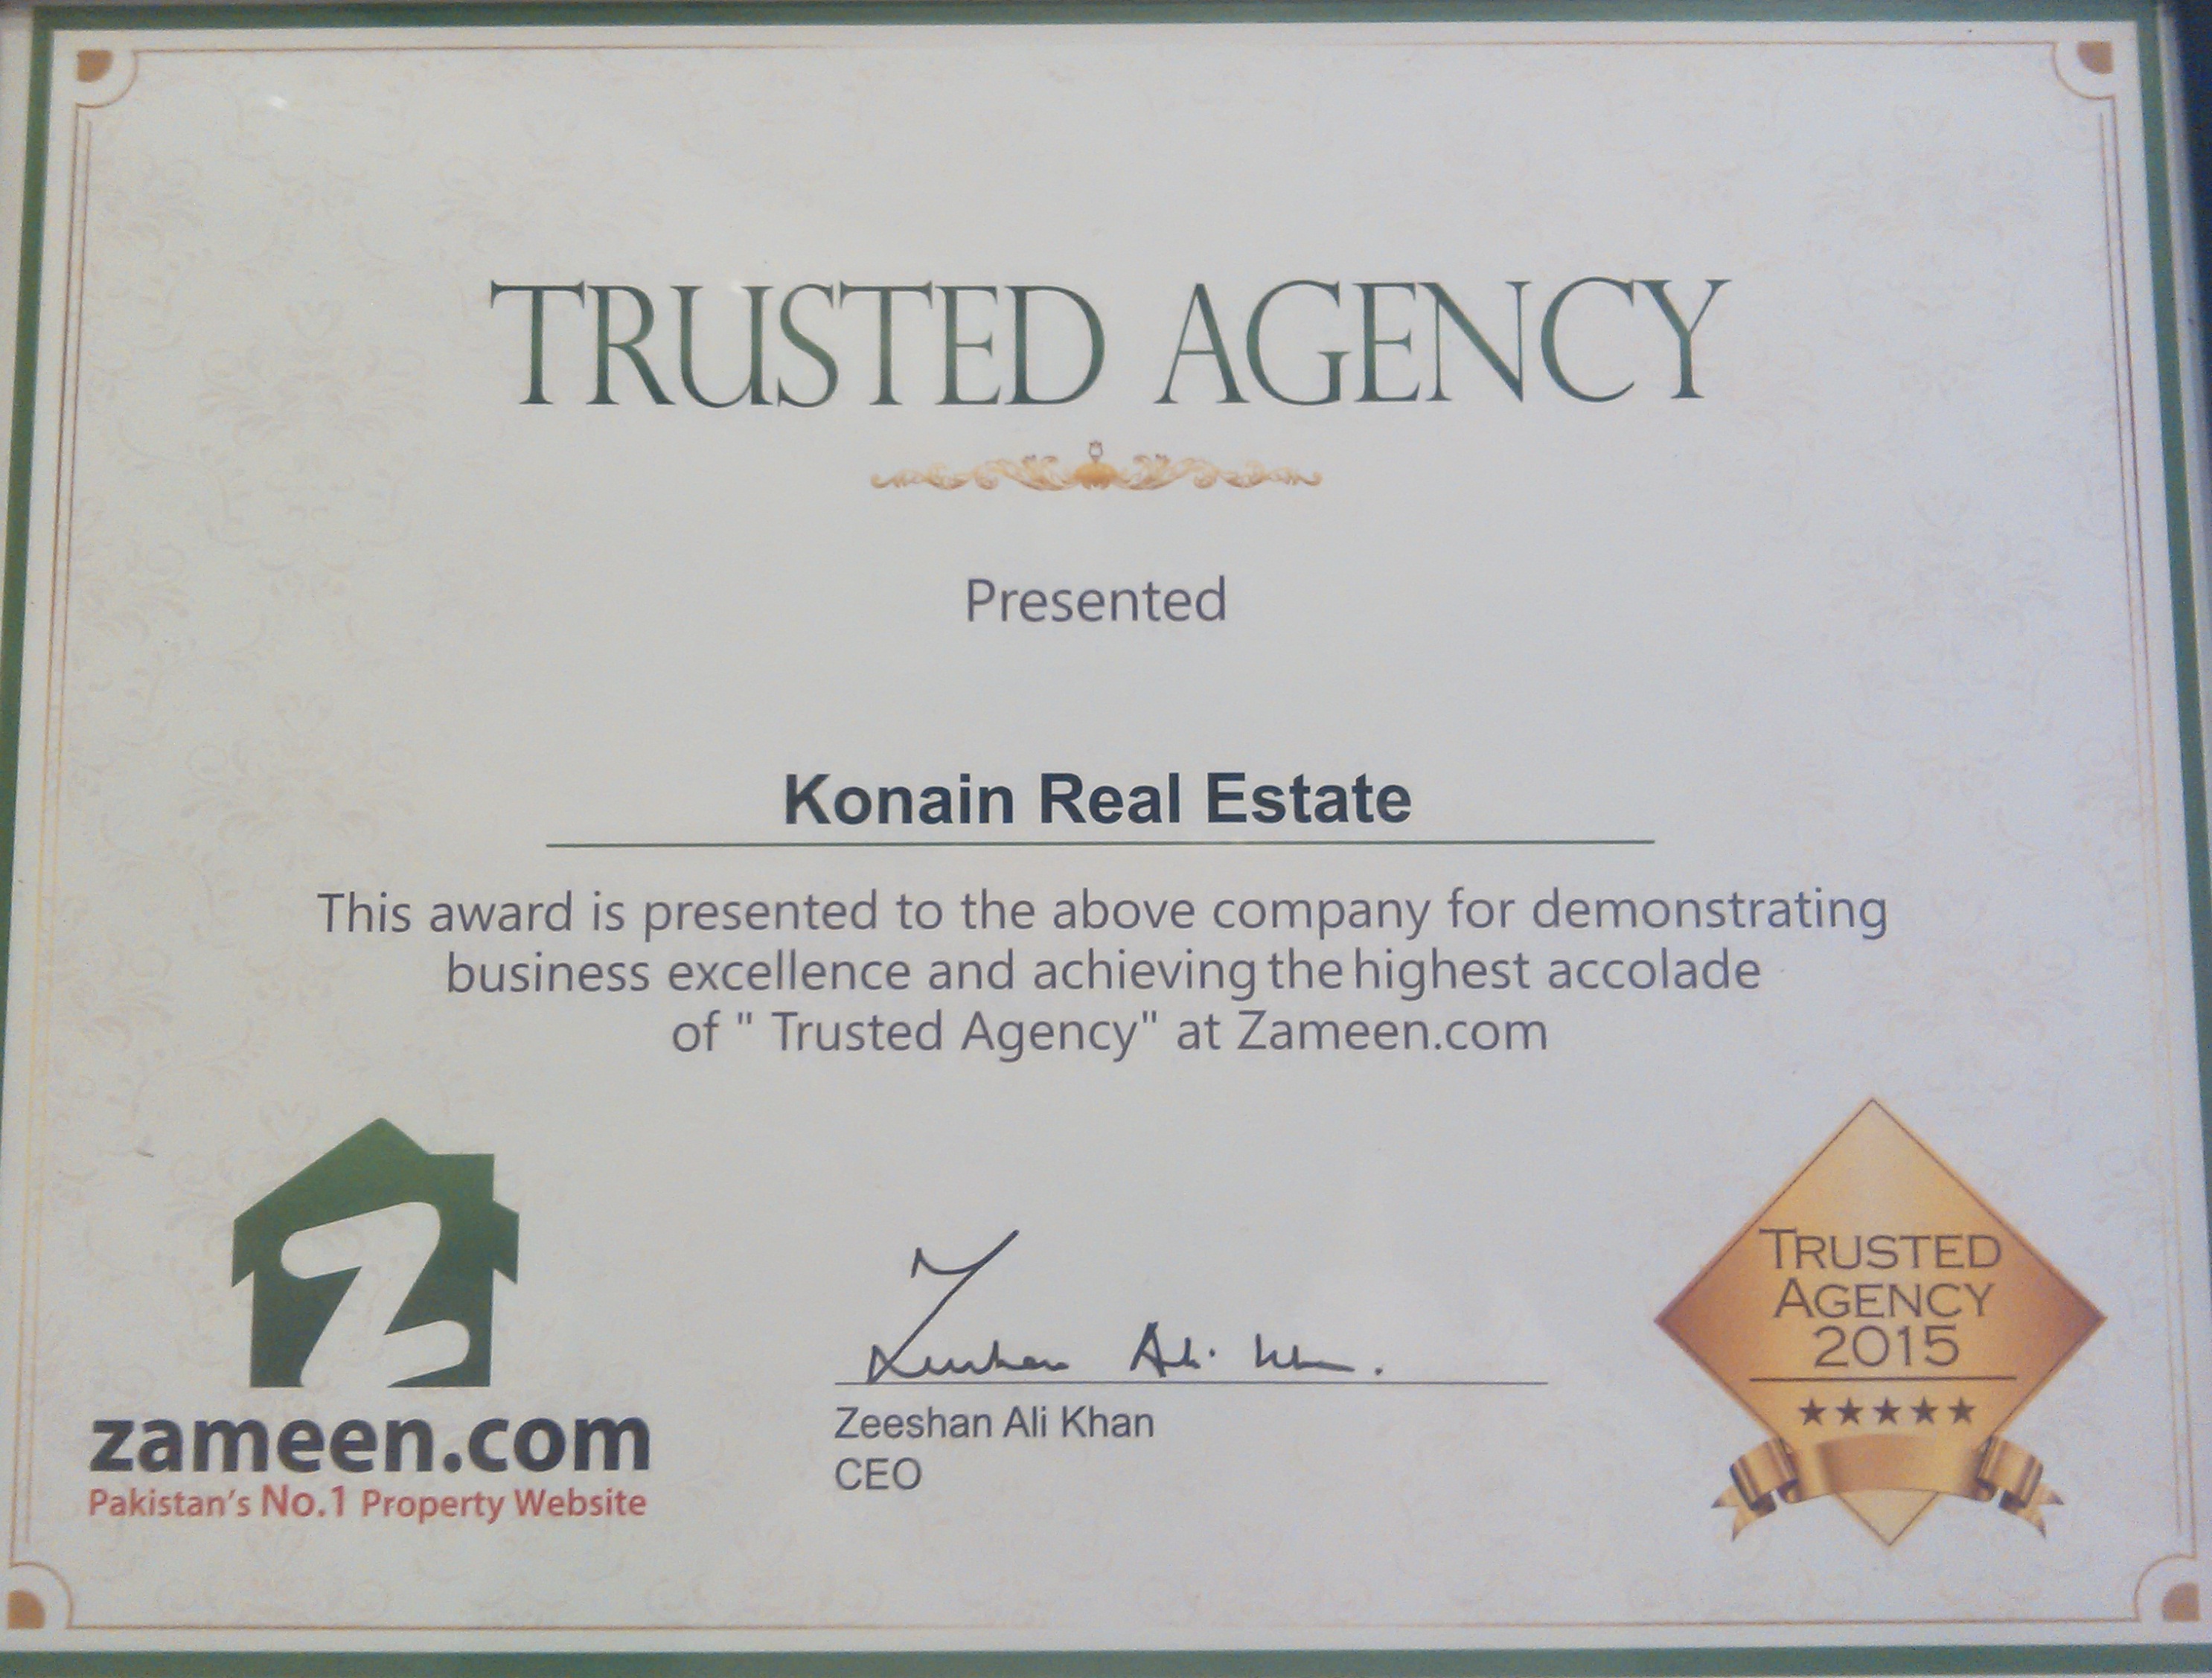 TRUSTED AGENCY
Presented
Konain Real Estate
This award is presented to the above company for demonstrating
business excellence and achieving the highest accolade
of " Trusted Agency" at Zameen.com
zameen.com
Pakistan's No.1 Property Website
Zeeshan Ali Khan.
Zeeshan Ali Khan
CEO
TRUSTED
AGENCY
2015